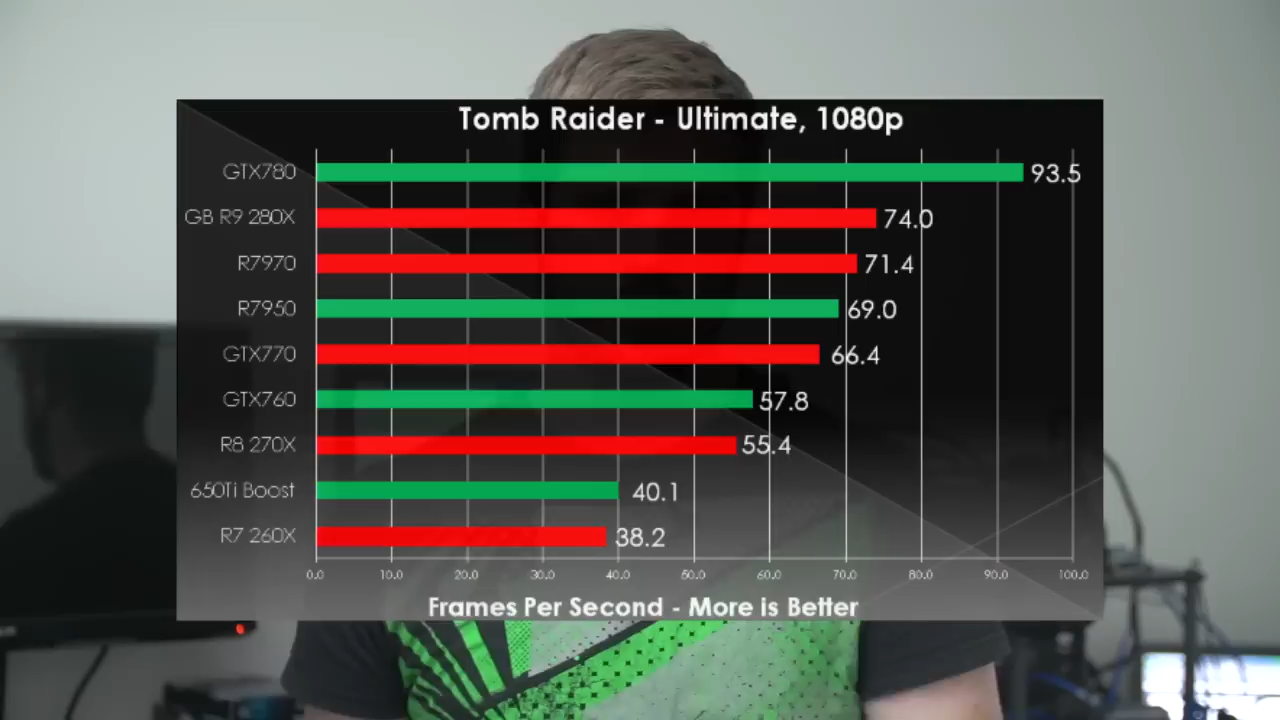 Tomb Raider - Ultimate, 1080p
GTX780 93.5
GB R9 280X 74.0
R7970 71.4
R7950 69.0
GTX770 66.4
GTX760 57.8
R8 270X 55.4
650Ti Boost 40.1
R7 260X 38.2
0.0 10.0 20.0 30.0 40.0 50.0 60.0 70.0 80.0 90.0 100.0
Frames Per Second - More is Better